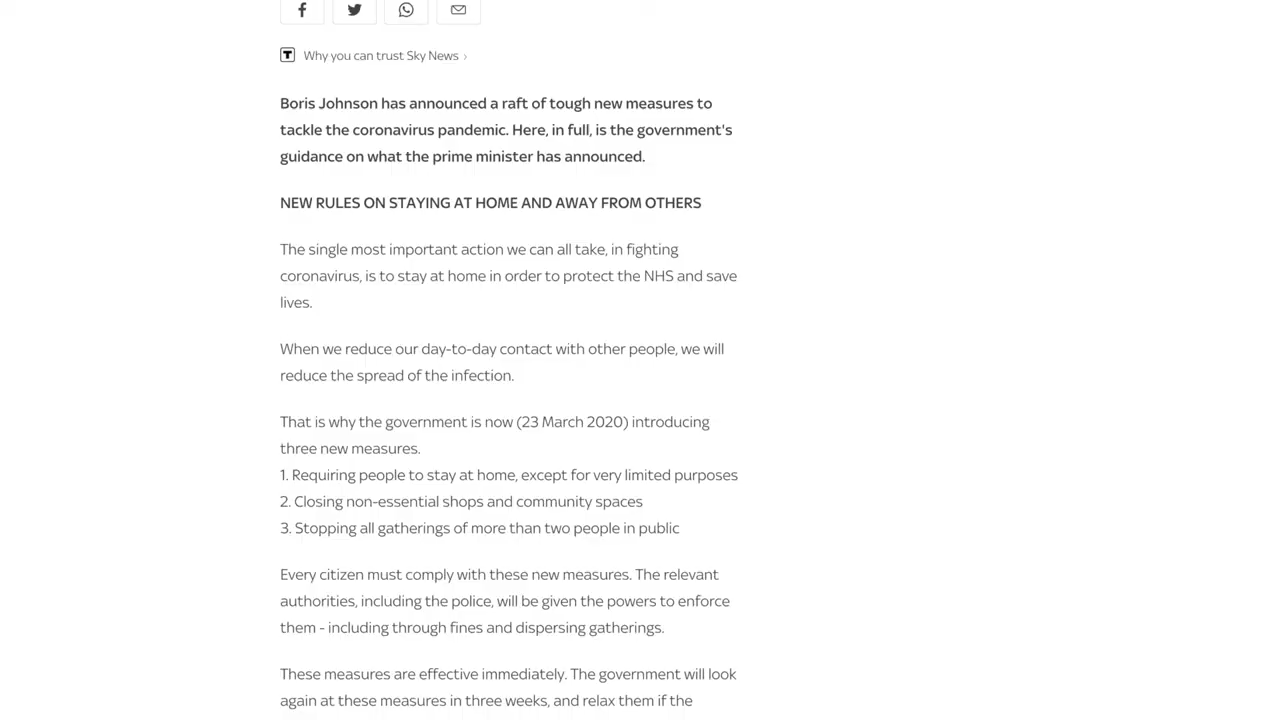 Why you can trust Sky News ›
Boris Johnson has announced a raft of tough new measures to
tackle the coronavirus pandemic. Here, in full, is the government's
guidance on what the prime minister has announced.
NEW RULES ON STAYING AT HOME AND AWAY FROM OTHERS
The single most important action we can all take, in fighting
coronavirus, is to stay at home in order to protect the NHS and save
lives.
When we reduce our day-to-day contact with other people, we will
reduce the spread of the infection.
That is why the government is now (23 March 2020) introducing
three new measures.
1. Requiring people to stay at home, except for very limited purposes
2. Closing non-essential shops and community spaces
3. Stopping all gatherings of more than two people in public
Every citizen must comply with these new measures. The relevant
authorities, including the police, will be given the powers to enforce
them - including through fines and dispersing gatherings.
These measures are effective immediately. The government will look
again at these measures in three weeks, and relax them if the